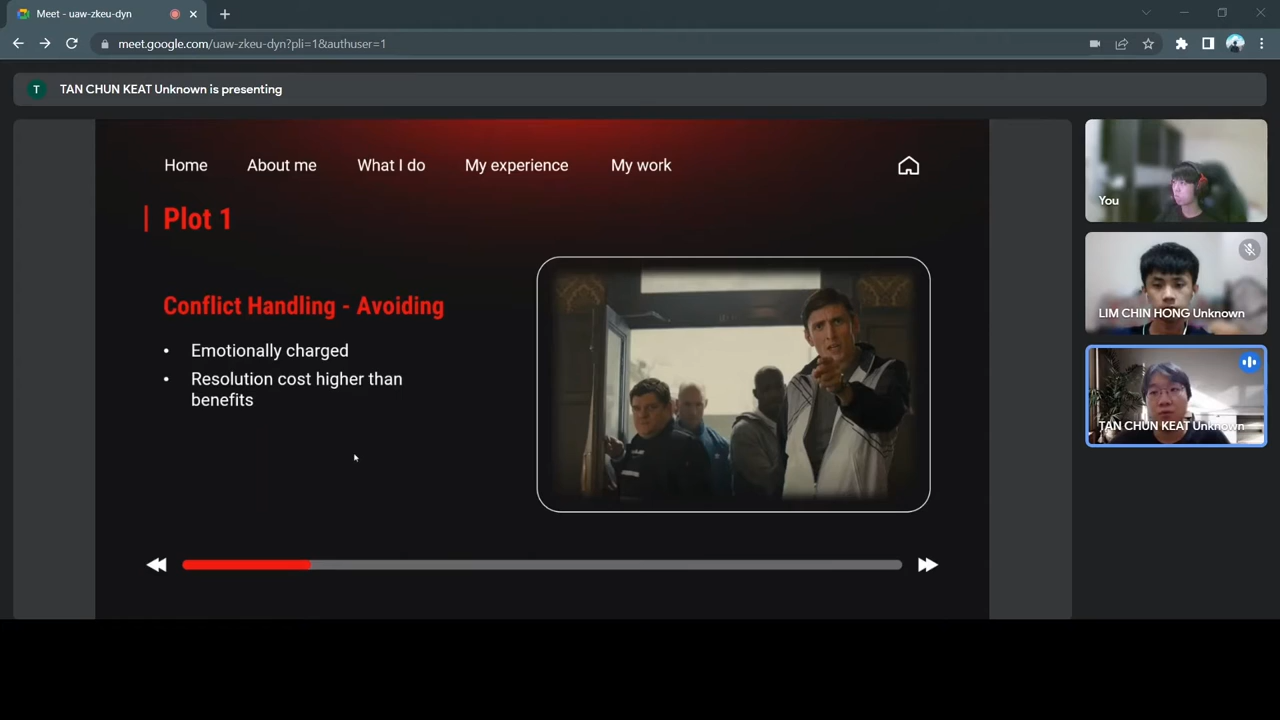 Meet - uaw-zkeu-dyn
meet.google.com/uaw-zkeu-dyn?pli=1&authuser=1
T
TAN CHUN KEAT Unknown is presenting
Home About me What I do My experience My work
Plot 1
Conflict Handling - Avoiding
• Emotionally charged
• Resolution cost higher than
benefits
You
LIM CHIN HONG Unknown
TAN CHUN KEAT Unknown